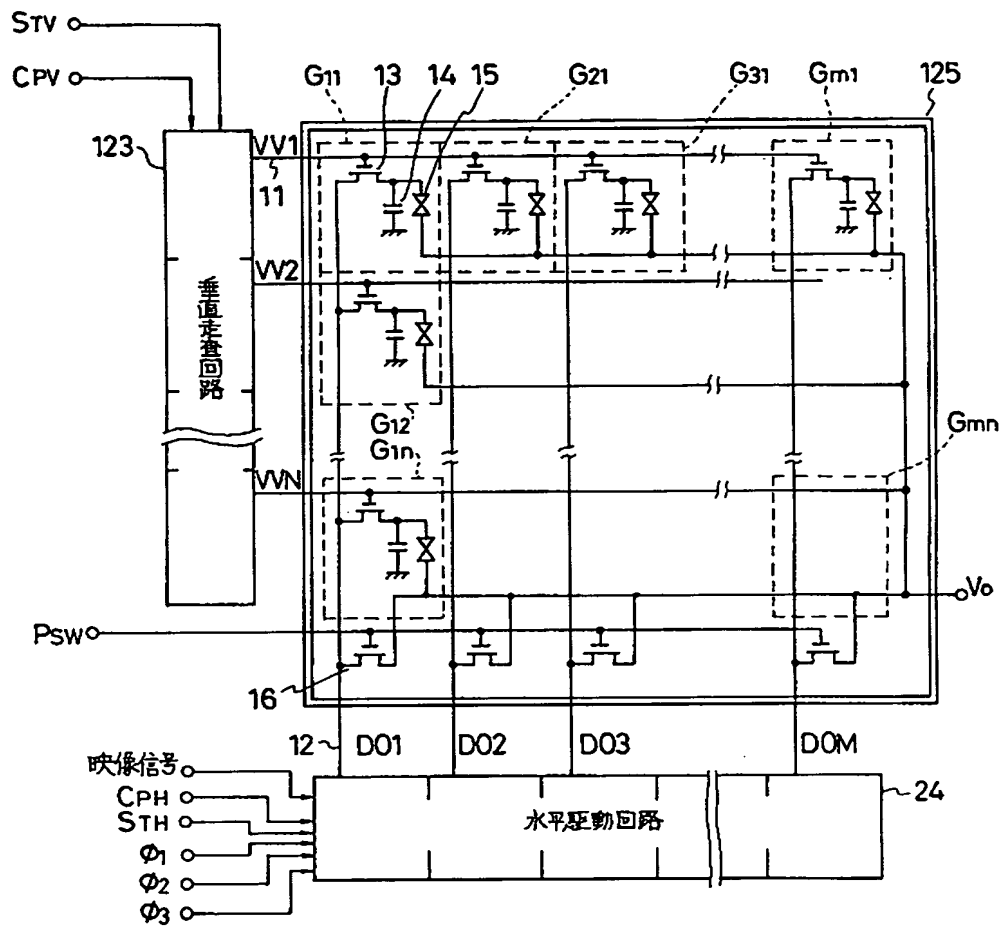 STV
CPV
123
VV1
11
G11
13
14
15
G21
G31
Gm1
125
VV2
垂直走査回路
G12
G1n
Gmn
VVN
Vo
PSW
16
12
DO1
DO2
DO3
DOM
映像信号
CPH
STH
φ1
φ2
φ3
水平駆動回路
24